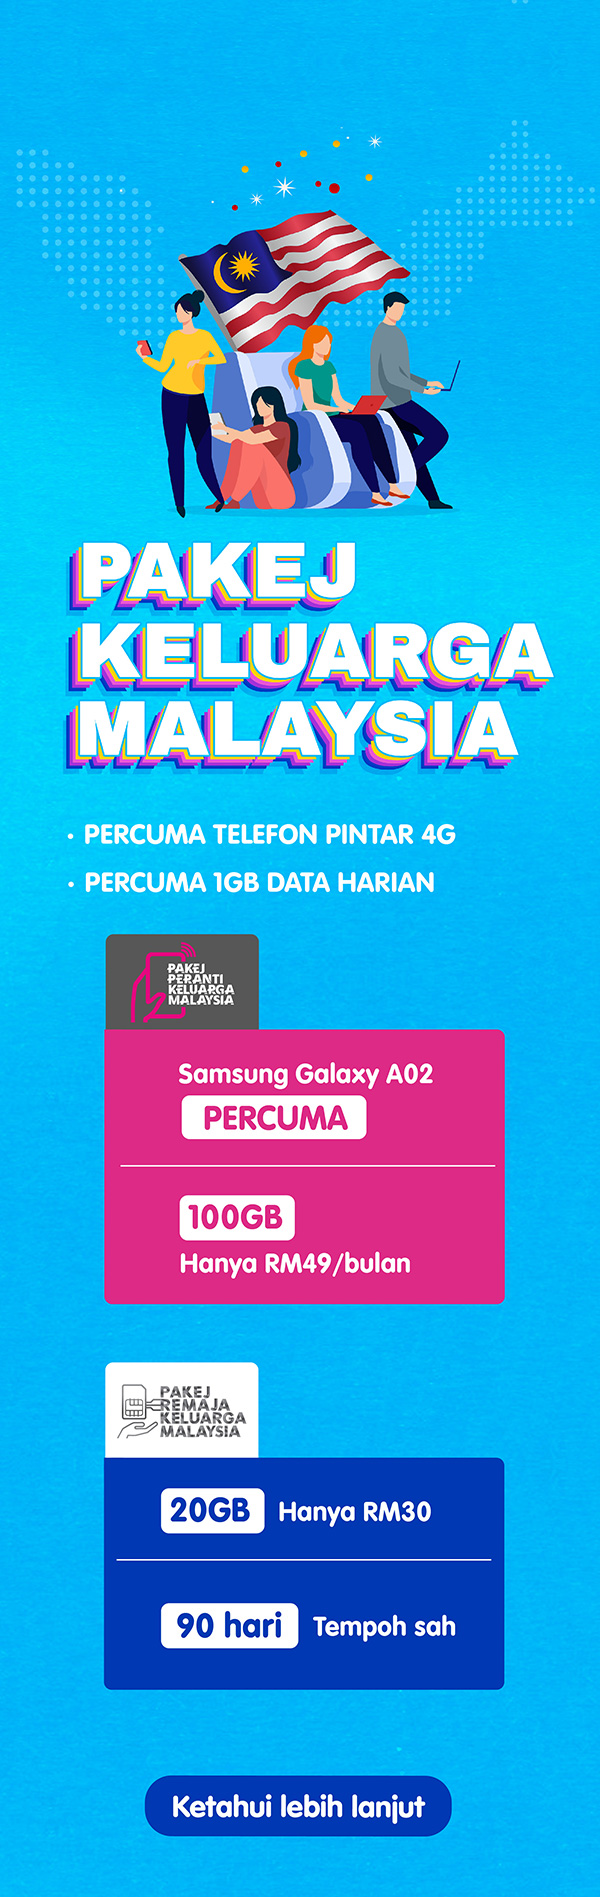 PAKEJ
KELUARGA
MALAYSIA
• PERCUMA TELEFON PINTAR 4G
• PERCUMA 1GB DATA HARIAN
PAKEJ
PERANTI
KELUARGA
MALAYSIA
Samsung Galaxy A02
PERCUMA
100GB
Hanya RM49/bulan
PAKEJ
REMAJA
KELUARGA
MALAYSIA
20GB Hanya RM30
90 hari Tempoh sah
Ketahui lebih lanjut